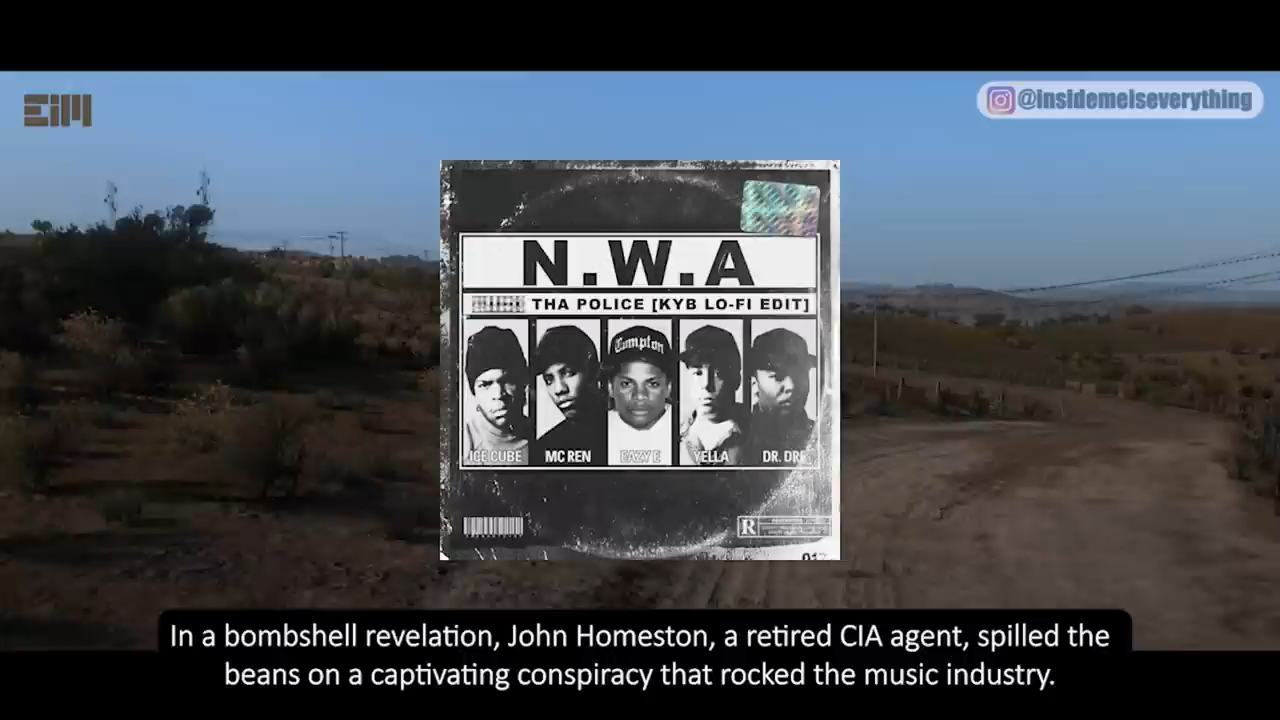 EiM
@insidemeiseverything
N.W.A
THA POLICE [KYB LO-FI EDIT]
Compton
ICE CUBE
MC REN
EAZY E
YELLA
DR. DRE
R
In a bombshell revelation, John Homeston, a retired CIA agent, spilled the
beans on a captivating conspiracy that rocked the music industry.